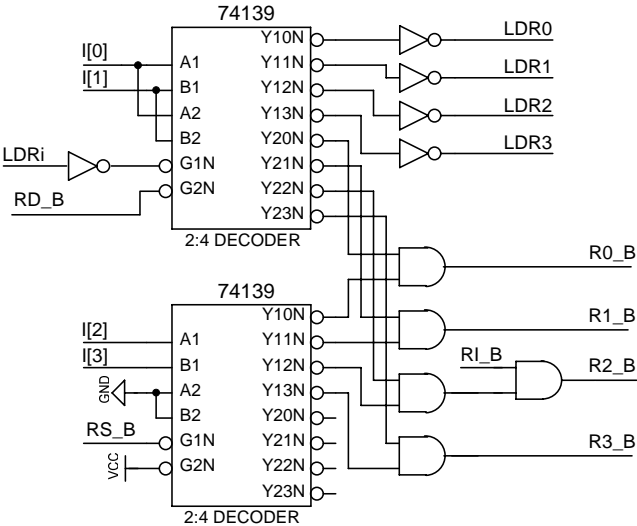 74139
I[0]
I[1]
LDRi
RD_B
A1
B1
A2
B2
G1N
G2N
Y10N
Y11N
Y12N
Y13N
Y20N
Y21N
Y22N
Y23N
2:4 DECODER
LDR0
LDR1
LDR2
LDR3
74139
I[2]
I[3]
GND
RS_B
VCC
A1
B1
A2
B2
G1N
G2N
Y10N
Y11N
Y12N
Y13N
Y20N
Y21N
Y22N
Y23N
2:4 DECODER
R0_B
R1_B
RI_B
R2_B
R3_B